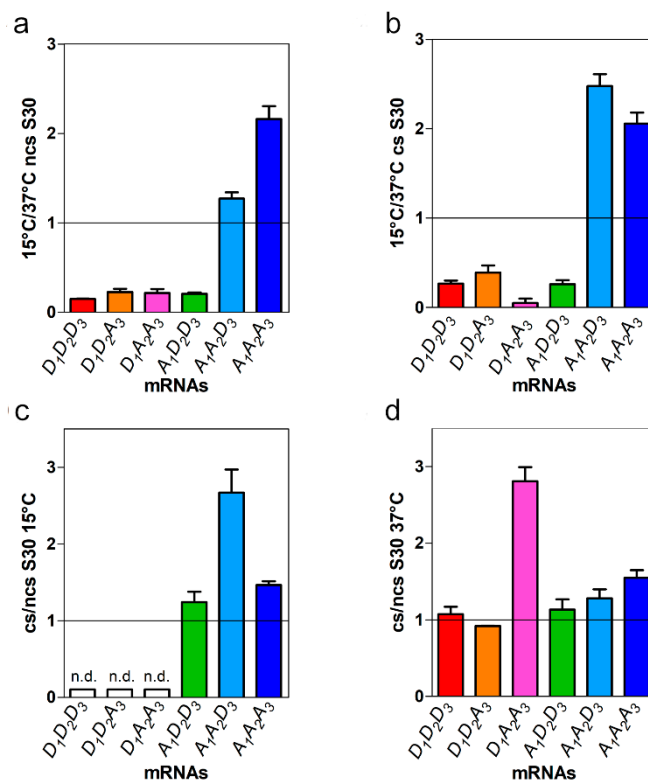 a
3
2
1
0
15°C/37°C ncs S30
D₁D₂D₃
D₁D₂A₃
D₁A₂A₃
A₁D₂D₃
A₁A₂D₃
A₁A₂A₃
mRNAs
b
3
2
1
0
15°C/37°C cs S30
D₁D₂D₃
D₁D₂A₃
D₁A₂A₃
A₁D₂D₃
A₁A₂D₃
A₁A₂A₃
mRNAs
c
3
2
1
0
cs/ncs S30 15°C
n.d. n.d. n.d.
D₁D₂D₃
D₁D₂A₃
D₁A₂A₃
A₁D₂D₃
A₁A₂D₃
A₁A₂A₃
mRNAs
d
3
2
1
0
cs/ncs S30 37°C
D₁D₂D₃
D₁D₂A₃
D₁A₂A₃
A₁D₂D₃
A₁A₂D₃
A₁A₂A₃
mRNAs